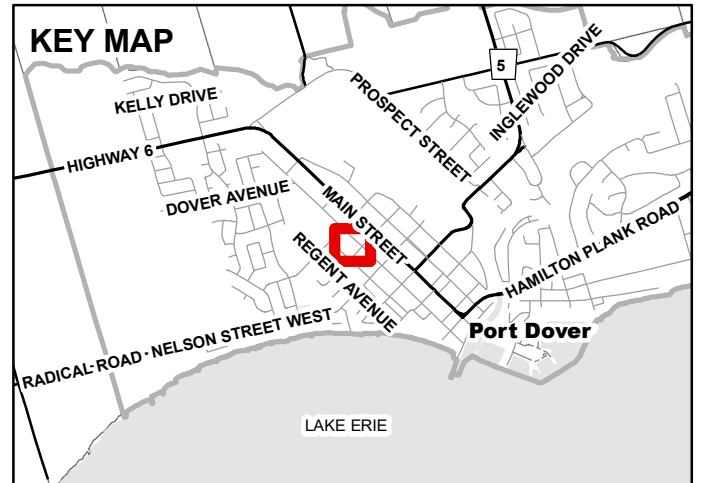 KEY MAP
5
KELLY DRIVE
PROSPECT STREET
INGLEWOOD DRIVE
HIGHWAY 6
DOVER AVENUE
MAIN STREET
REGENT AVENUE
HAMILTON PLANK ROAD
Port Dover
RADICAL ROAD - NELSON STREET WEST
LAKE ERIE